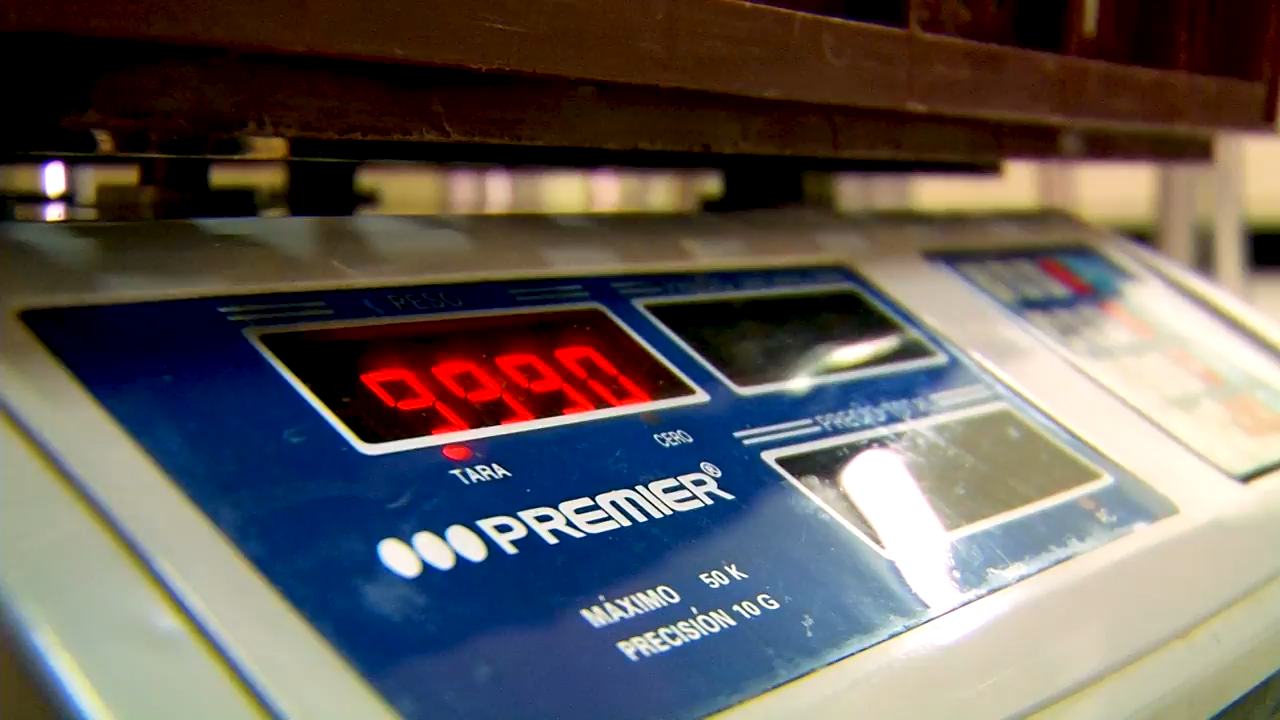 PESO
9990
TARA
CERO
PREMIER®
MÁXIMO 50 K
PRECISIÓN 10 G